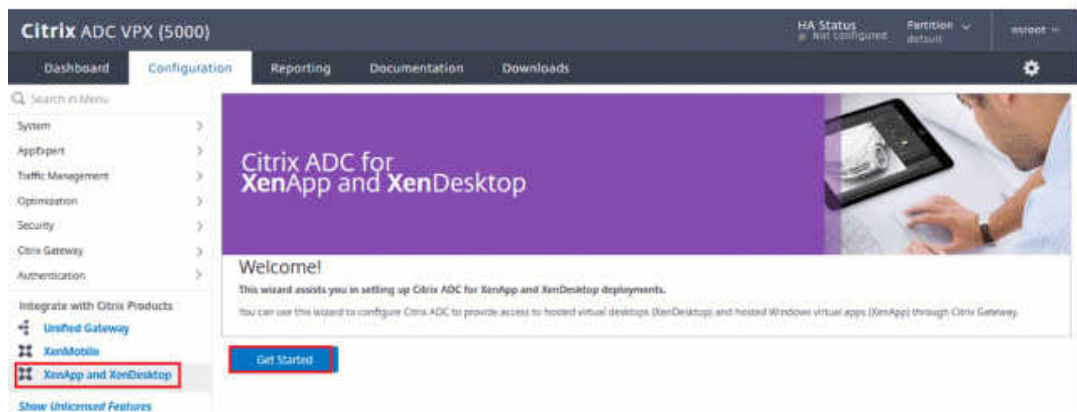 Citrix ADC VPX (5000)
HA Status
Not configured
Partition
default
nsroot
Dashboard
Configuration
Reporting
Documentation
Downloads
Search in Menu
System
AppExpert
Traffic Management
Optimization
Security
Citrix Gateway
Authentication
Integrate with Citrix Products
Unified Gateway
XenMobile
XenApp and XenDesktop
Show Unlicensed Features
Citrix ADC for
XenApp and XenDesktop
Welcome!
This wizard assists you in setting up Citrix ADC for XenApp and XenDesktop deployments.
You can use this wizard to configure Citrix ADC to provide access to hosted virtual desktops (XenDesktop) and hosted Windows virtual apps (XenApp) through Citrix Gateway.
Get Started